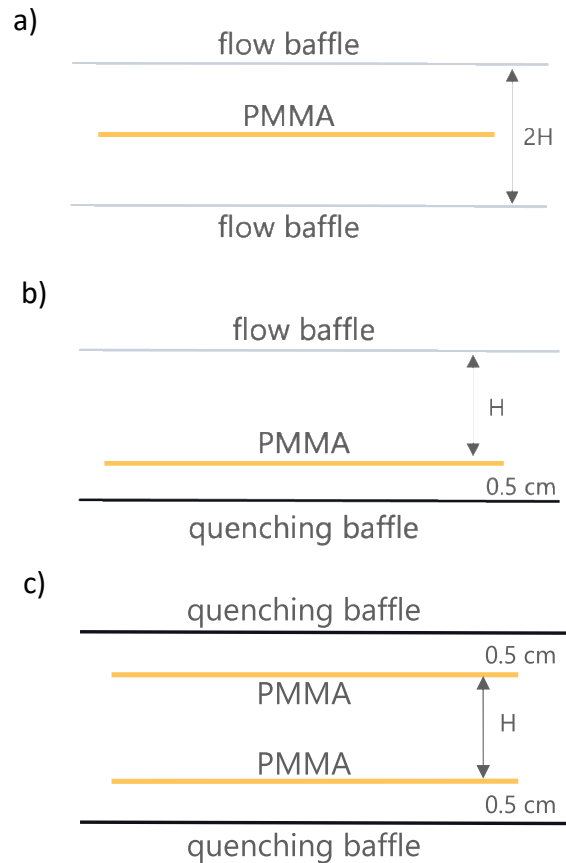 a)
flow baffle
PMMA
2H
flow baffle
b)
flow baffle
H
PMMA
0.5 cm
quenching baffle
c)
quenching baffle
0.5 cm
PMMA
H
PMMA
0.5 cm
quenching baffle